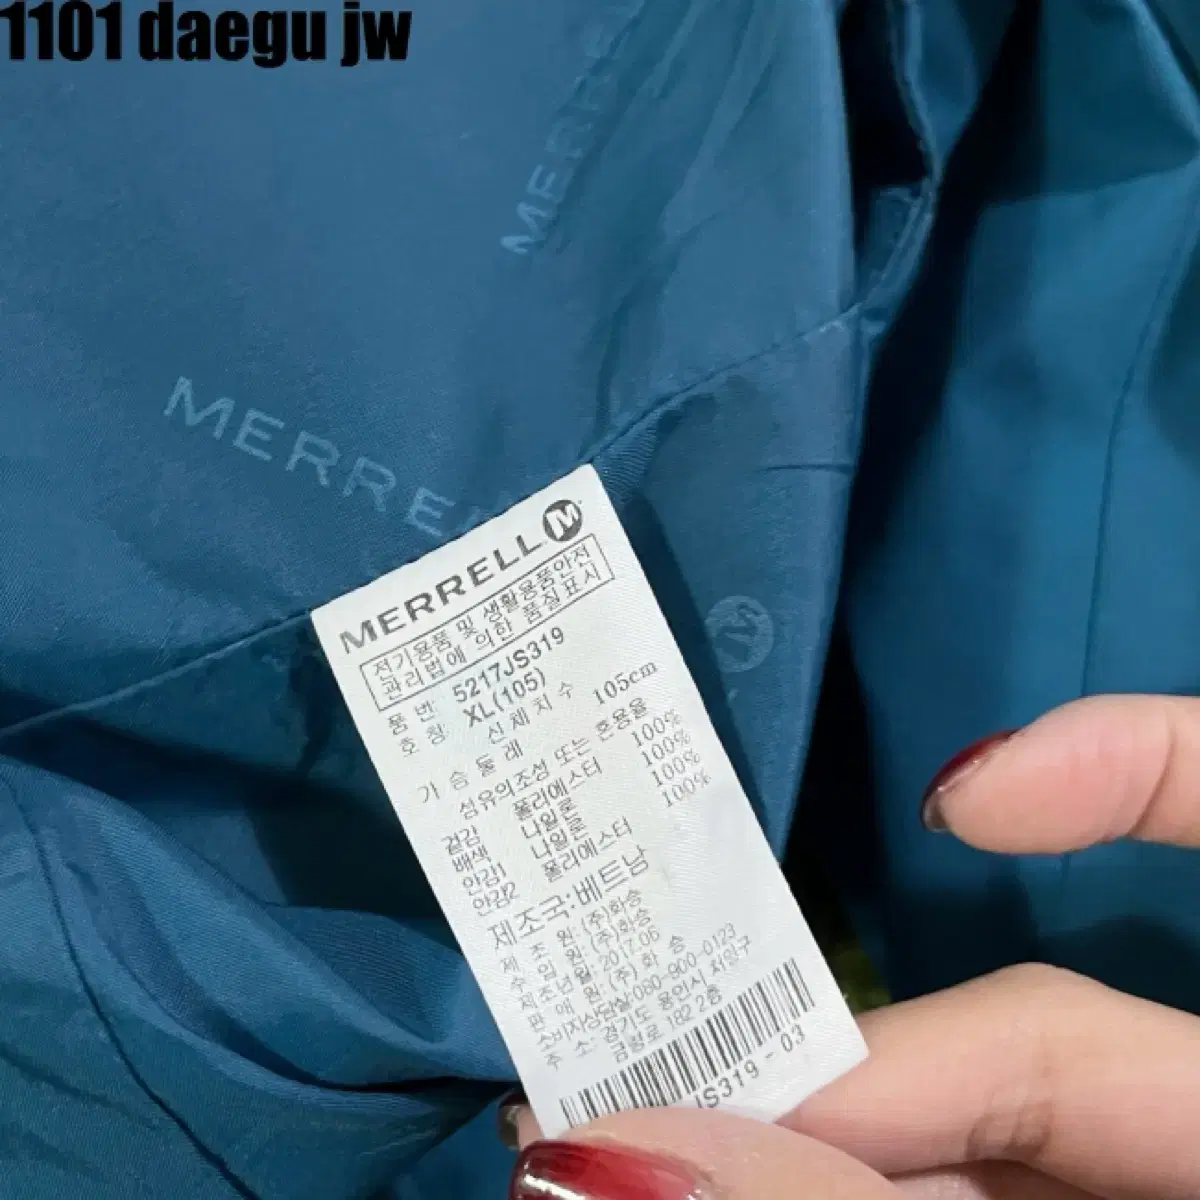 1101 daegu jw
MERRE
MERRE
MERRELL M
전기용품 및 생활용품안전
관리법에 의한 품질표시
품 번: 5217JS319
호칭: XL(105)
신체치수
가슴둘레 105cm
섬유의조성 또는 혼용율
겉감 폴리에스터 100%
배색 나일론 100%
안감1 나일론 100%
안감2 폴리에스터 100%
제조국:베트남
제 조 원:(주)화승
수 입 원:(주)화승
제조년월:2017.06
판 매 원:(주)화 승
소비자상담실:080-900-0123
주 소: 경기도 용인시 처인구
금령로 182 2층
JS319-03
M